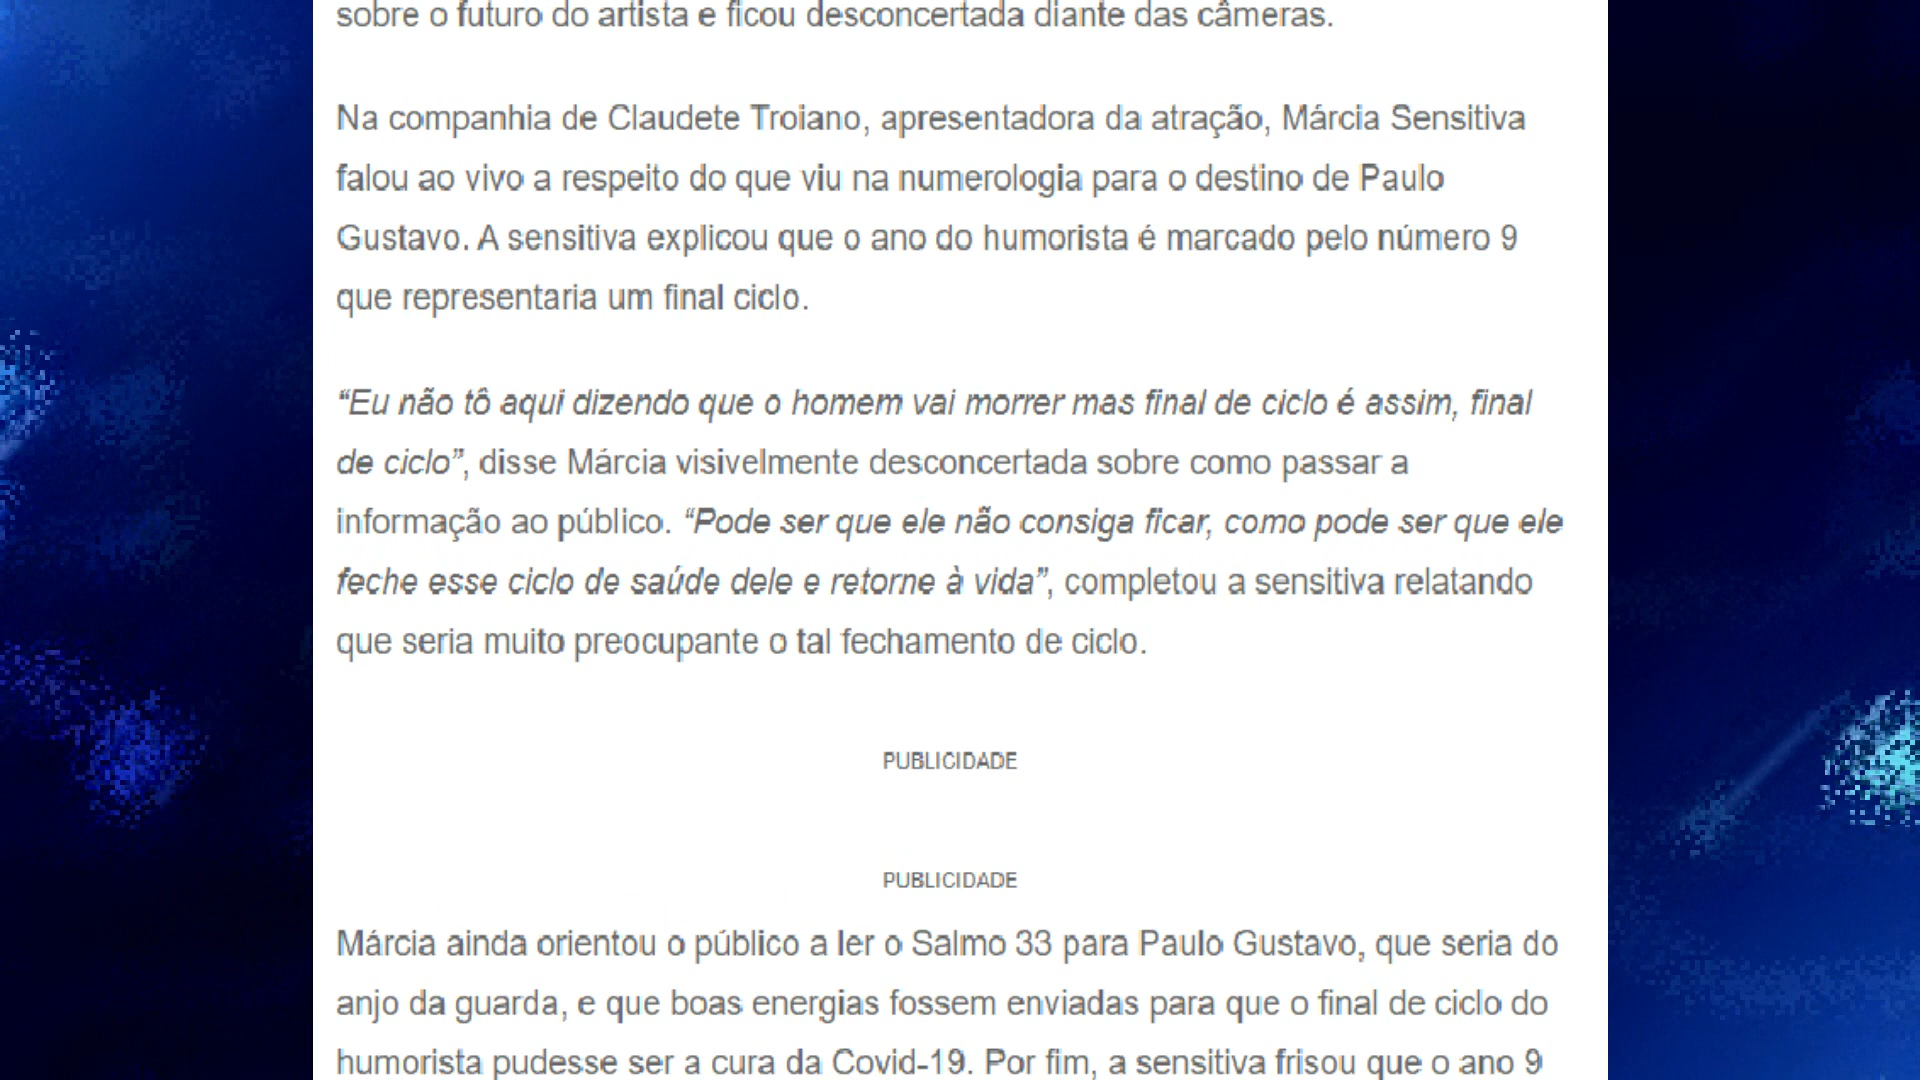 sobre o futuro do artista e ficou desconcertada diante das câmeras.
Na companhia de Claudete Troiano, apresentadora da atração, Márcia Sensitiva
falou ao vivo a respeito do que viu na numerologia para o destino de Paulo
Gustavo. A sensitiva explicou que o ano do humorista é marcado pelo número 9
que representaria um final ciclo.
“Eu não tô aqui dizendo que o homem vai morrer mas final de ciclo é assim, final
de ciclo”, disse Márcia visivelmente desconcertada sobre como passar a
informação ao público. “Pode ser que ele não consiga ficar, como pode ser que ele
feche esse ciclo de saúde dele e retorne à vida”, completou a sensitiva relatando
que seria muito preocupante o tal fechamento de ciclo.
PUBLICIDADE
PUBLICIDADE
Márcia ainda orientou o público a ler o Salmo 33 para Paulo Gustavo, que seria do
anjo da guarda, e que boas energias fossem enviadas para que o final de ciclo do
humorista pudesse ser a cura da Covid-19. Por fim, a sensitiva frisou que o ano 9